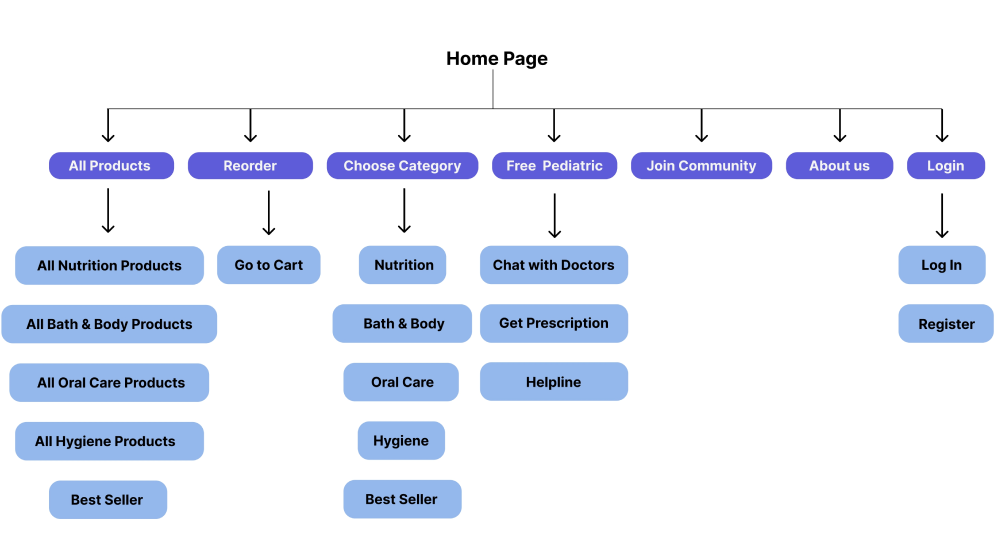 Home Page
All Products
Reorder
Choose Category
Free Pediatric
Join Community
About us
Login
All Nutrition Products
Go to Cart
Nutrition
Chat with Doctors
Log In
All Bath & Body Products
Bath & Body
Get Prescription
Register
All Oral Care Products
Oral Care
Helpline
All Hygiene Products
Hygiene
Best Seller
Best Seller